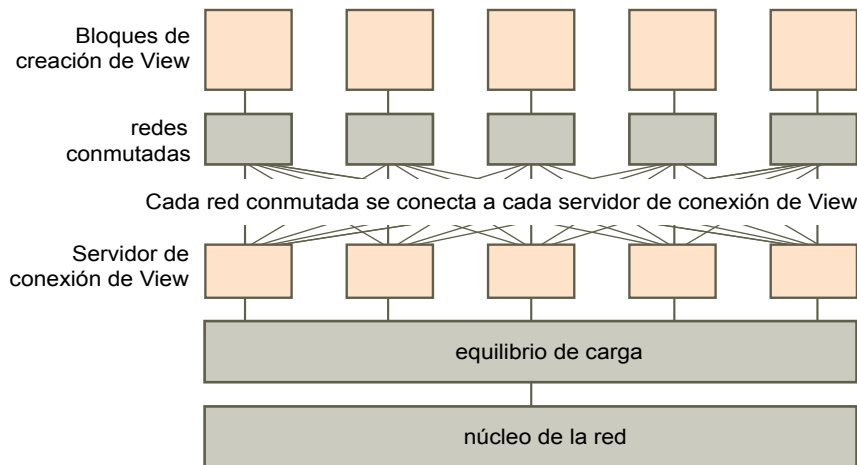 Bloques de
creación de View
redes
conmutadas
Cada red conmutada se conecta a cada servidor de conexión de View
Servidor de
conexión de View
equilibrio de carga
núcleo de la red